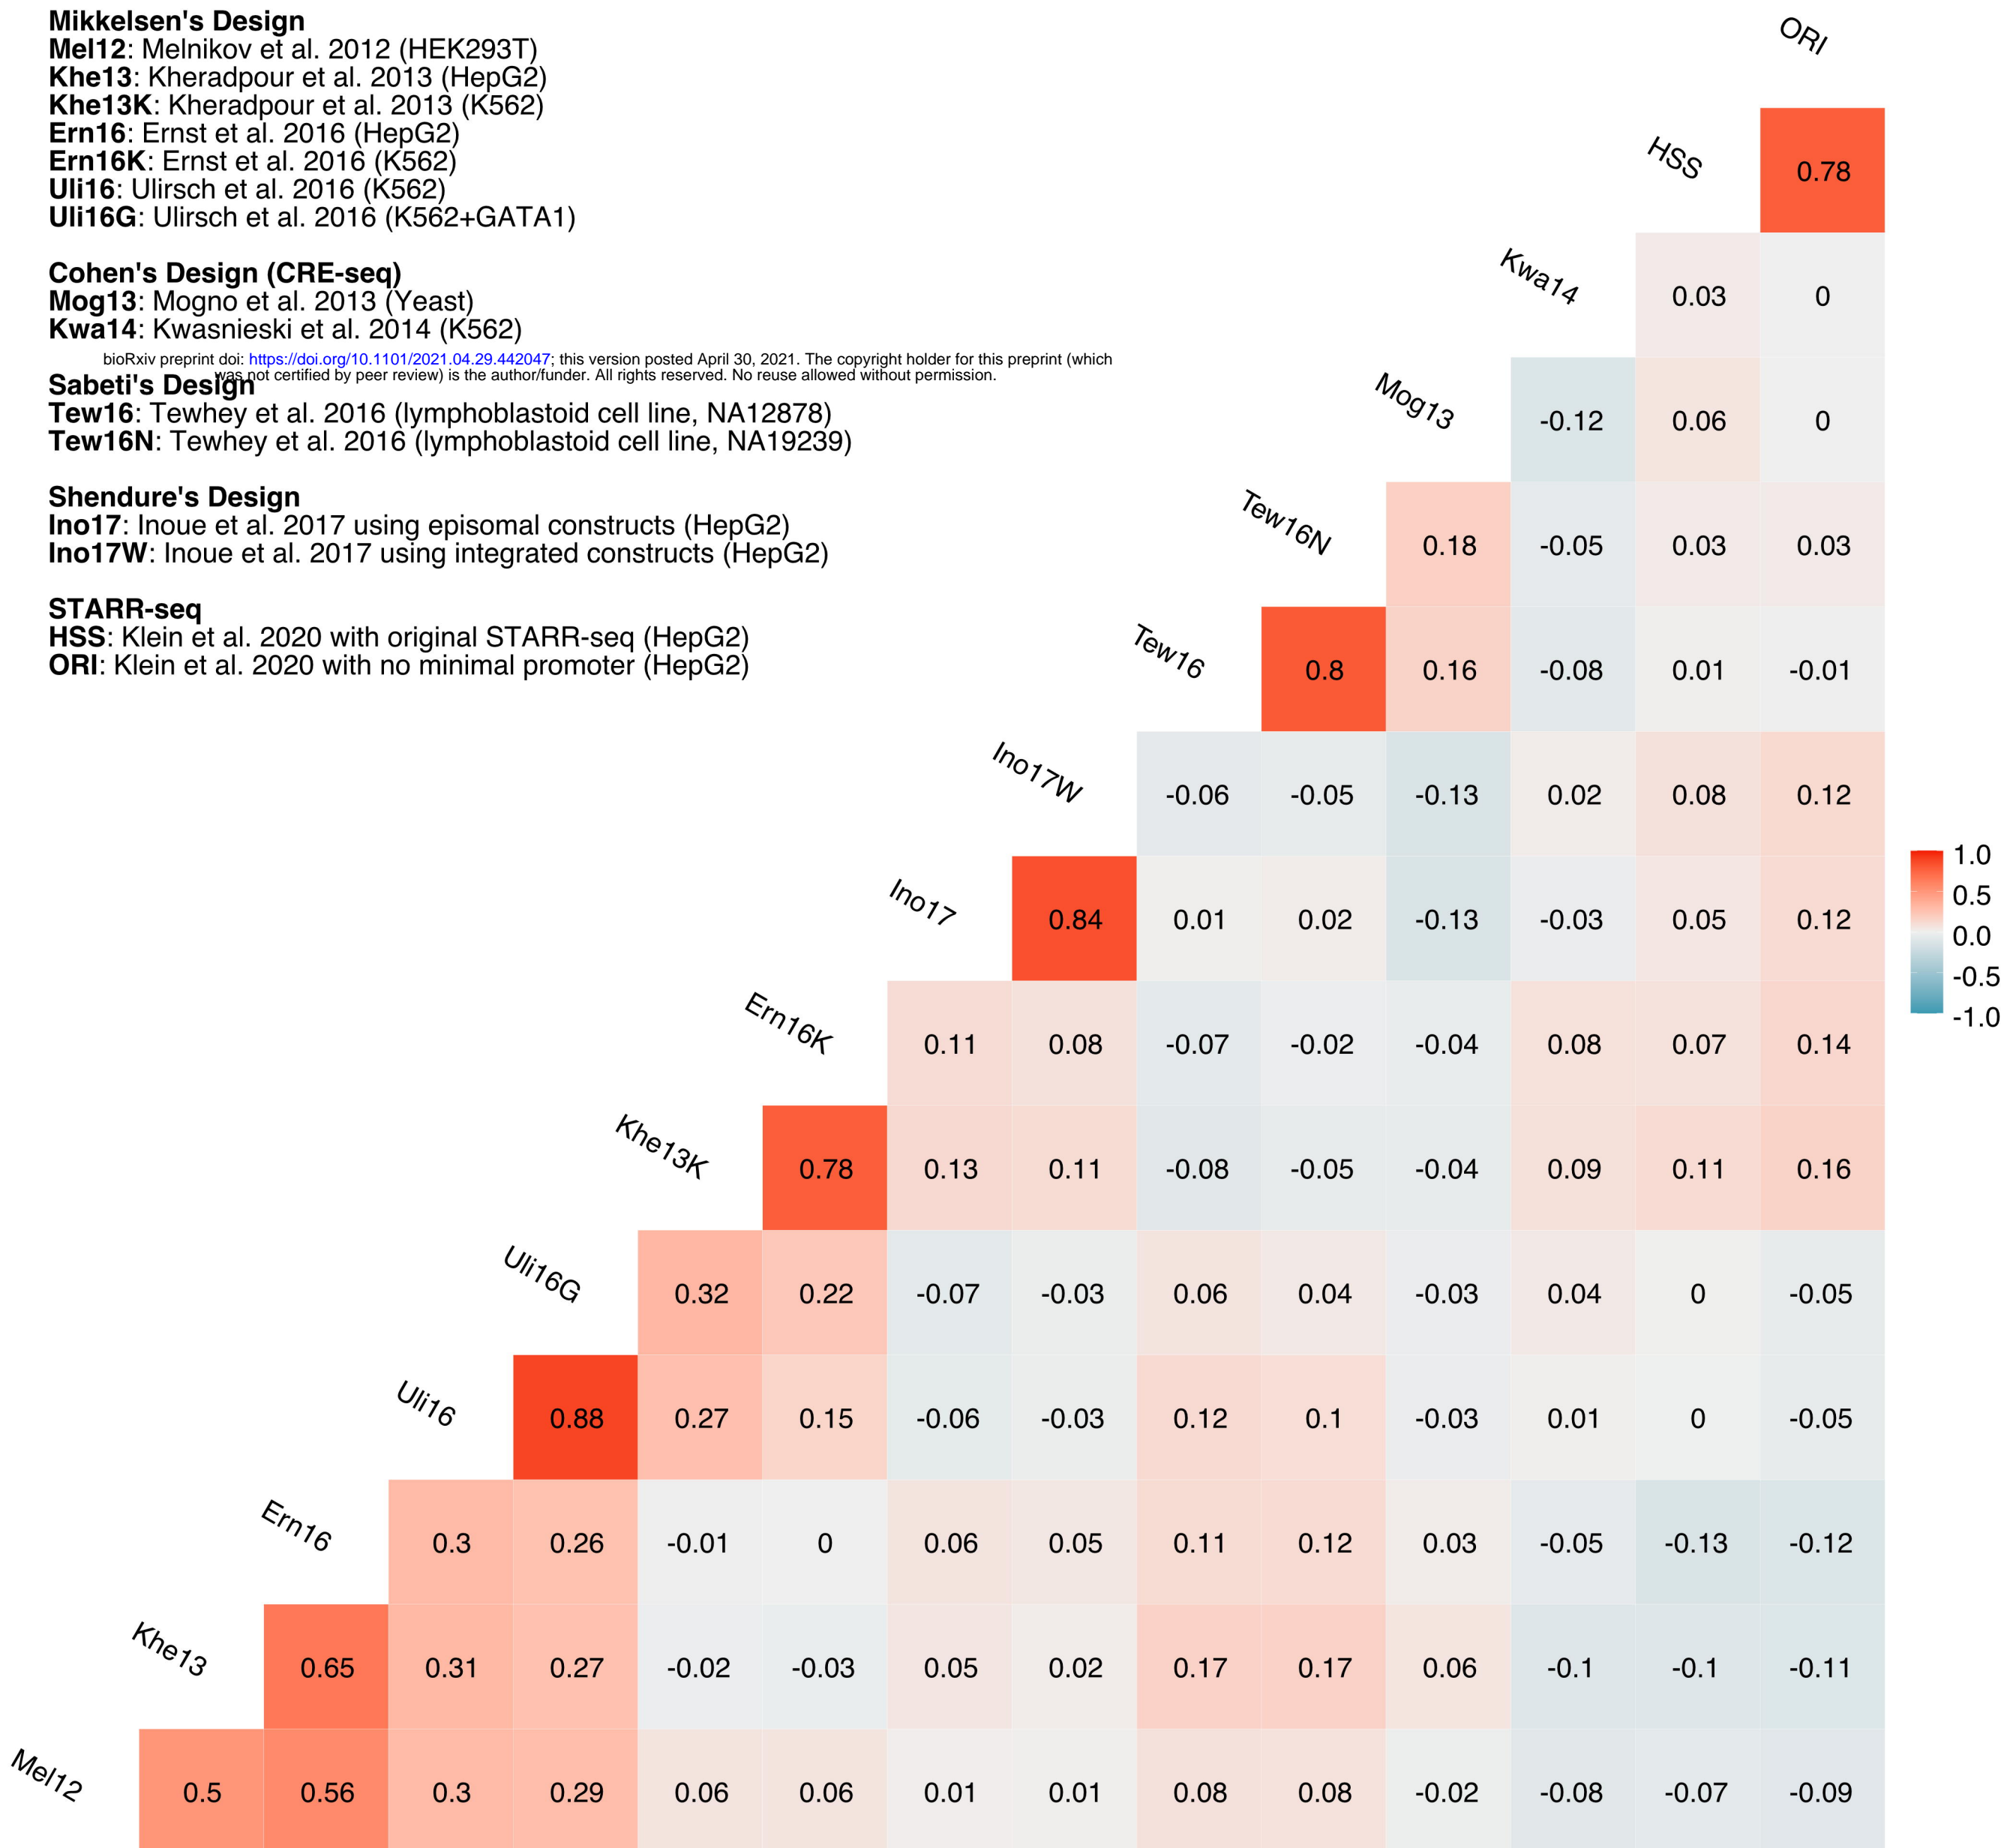 Mikkelsen's Design
Mel12: Melnikov et al. 2012 (HEK293T)
Khe13: Kheradpour et al. 2013 (HepG2)
Khe13K: Kheradpour et al. 2013 (K562)
Ern16: Ernst et al. 2016 (HepG2)
Ern16K: Ernst et al. 2016 (K562)
Uli16: Ulirsch et al. 2016 (K562)
Uli16G: Ulirsch et al. 2016 (K562+GATA1)
Cohen's Design (CRE-seq)
Mog13: Mogno et al. 2013 (Yeast)
Kwa14: Kwasnieski et al. 2014 (K562)
bioRxiv preprint doi: https://doi.org/10.1101/2021.04.29.442047; this version posted April 30, 2021. The copyright holder for this preprint (which
was not certified by peer review) is the author/funder. All rights reserved. No reuse allowed without permission.
Sabeti's Design
Tew16: Tewhey et al. 2016 (lymphoblastoid cell line, NA12878)
Tew16N: Tewhey et al. 2016 (lymphoblastoid cell line, NA19239)
Shendure's Design
Ino17: Inoue et al. 2017 using episomal constructs (HepG2)
Ino17W: Inoue et al. 2017 using integrated constructs (HepG2)
STARR-seq
HSS: Klein et al. 2020 with original STARR-seq (HepG2)
ORI: Klein et al. 2020 with no minimal promoter (HepG2)
ORI
HSS 0.78
Kwa14 0.03 0
Mog13 -0.12 0.06 0
Tew16N 0.18 -0.05 0.03 0.03
Tew16 0.8 0.16 -0.08 0.01 -0.01
Ino17W -0.06 -0.05 -0.13 0.02 0.08 0.12
Ino17 0.84 0.01 0.02 -0.13 -0.03 0.05 0.12
Ern16K 0.11 0.08 -0.07 -0.02 -0.04 0.08 0.07 0.14
Khe13K 0.78 0.13 0.11 -0.08 -0.05 -0.04 0.09 0.11 0.16
Uli16G 0.32 0.22 -0.07 -0.03 0.06 0.04 -0.03 0.04 0 -0.05
Uli16 0.88 0.27 0.15 -0.06 -0.03 0.12 0.1 -0.03 0.01 0 -0.05
Ern16 0.3 0.26 -0.01 0 0.06 0.05 0.11 0.12 0.03 -0.05 -0.13 -0.12
Khe13 0.65 0.31 0.27 -0.02 -0.03 0.05 0.02 0.17 0.17 0.06 -0.1 -0.1 -0.11
Mel12 0.5 0.56 0.3 0.29 0.06 0.06 0.01 0.01 0.08 0.08 -0.02 -0.08 -0.07 -0.09
1.0
0.5
0.0
-0.5
-1.0